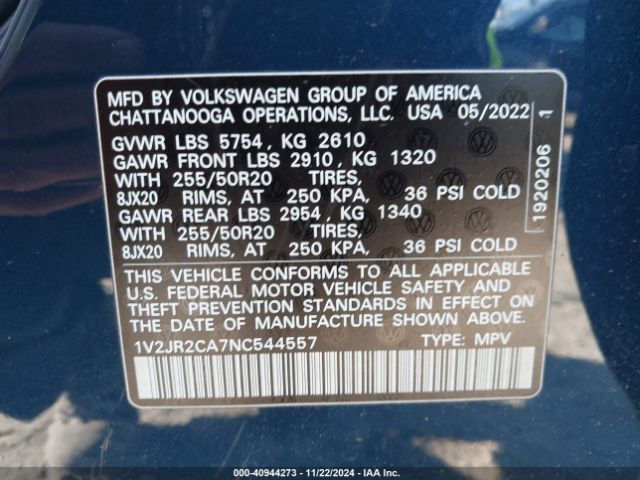 MFD BY VOLKSWAGEN GROUP OF AMERICA
CHATTANOOGA OPERATIONS, LLC. USA 05/2022
GVWR LBS 5754, KG 2610
GAWR FRONT LBS 2910, KG 1320
WITH 255/50R20 TIRES,
8JX20 RIMS, AT 250 KPA, 36 PSI COLD
GAWR REAR LBS 2954, KG 1340
WITH 255/50R20 TIRES,
8JX20 RIMS, AT 250 KPA, 36 PSI COLD
THIS VEHICLE CONFORMS TO ALL APPLICABLE
U.S. FEDERAL MOTOR VEHICLE SAFETY AND
THEFT PREVENTION STANDARDS IN EFFECT ON
THE DATE OF MANUFACTURE SHOWN ABOVE.
1V2JR2CA7NC544557 TYPE: MPV
1920206 1
000-40944273 - 11/22/2024 - IAA Inc.